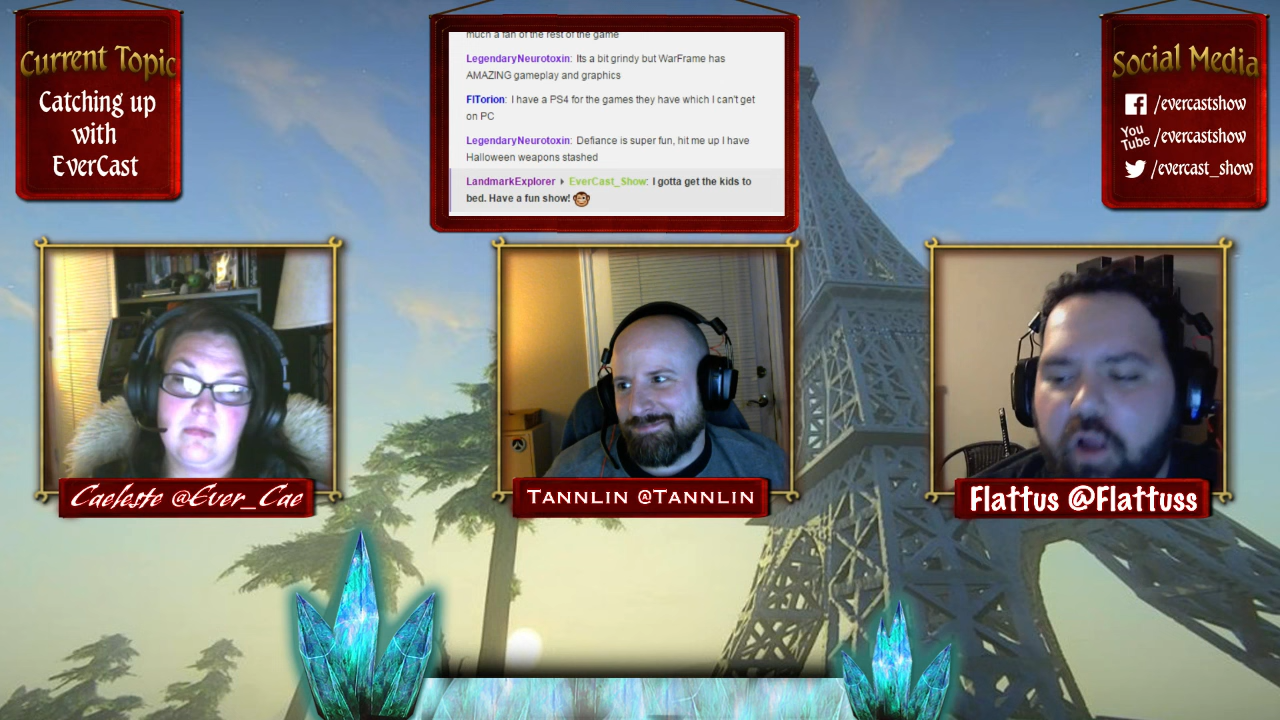 Current Topic
Catching up
with
EverCast
much a fan of the rest of the game
LegendaryNeurotoxin: Its a bit grindy but WarFrame has
AMAZING gameplay and graphics
FlTorion: I have a PS4 for the games they have which I can't get
on PC
LegendaryNeurotoxin: Defiance is super fun, hit me up I have
Halloween weapons stashed
LandmarkExplorer EverCast_Show: I gotta get the kids to
bed. Have a fun show!
Social Media
/evercastshow
You
Tube /evercastshow
/evercast_show
Caeleste @Ever_Cae
Tannlin @Tannlin
Flattus @Flattuss